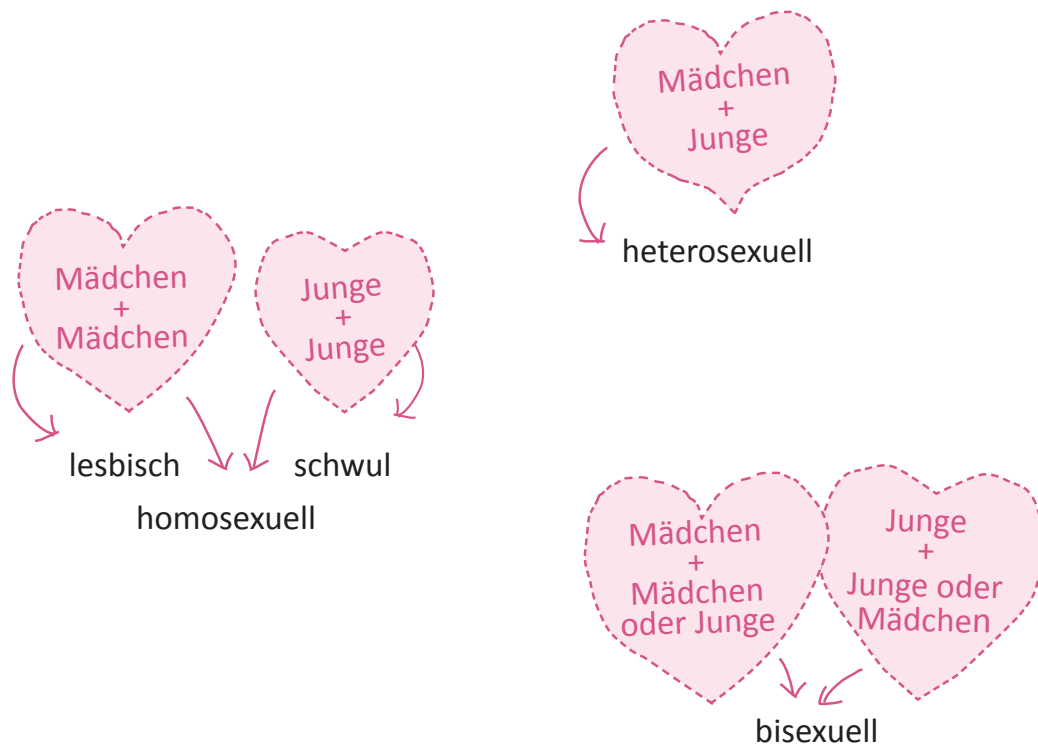 Mädchen
+
Junge
heterosexuell
Mädchen
+
Mädchen
Junge
+
Junge
lesbisch
schwul
homosexuell
Mädchen
+
Mädchen
oder Junge
Junge
+
Junge oder
Mädchen
bisexuell